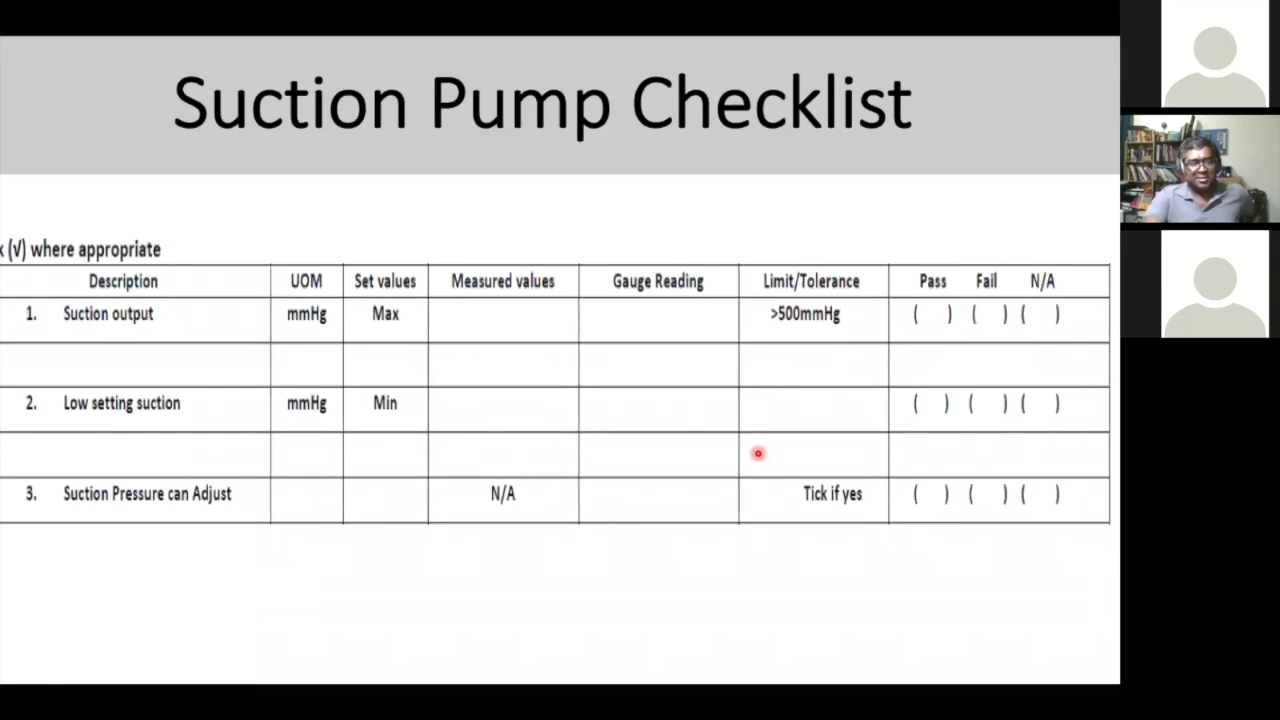 Suction Pump Checklist
(√) where appropriate
Description UOM Set values Measured values Gauge Reading Limit/Tolerance Pass Fail N/A
1. Suction output mmHg Max >500mmHg ( ) ( ) ( )
2. Low setting suction mmHg Min ( ) ( ) ( )
3. Suction Pressure can Adjust N/A Tick if yes ( ) ( ) ( )